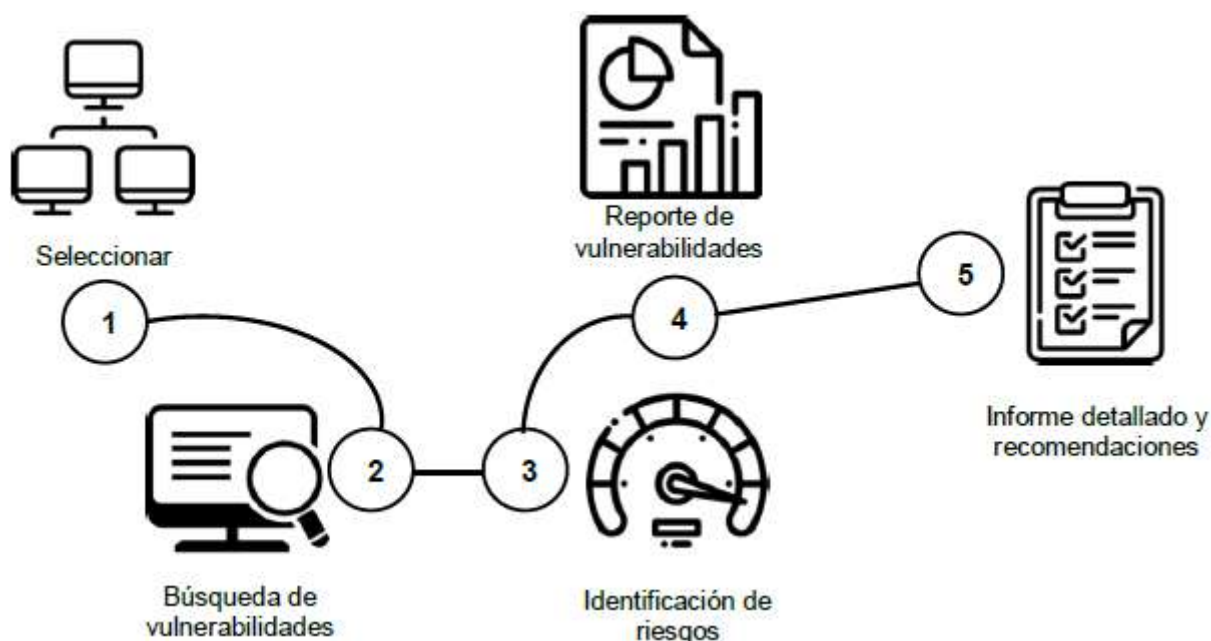 Seleccionar
1
Búsqueda de
vulnerabilidades
2
3
Identificación de
riesgos
Reporte de
vulnerabilidades
4
5
Informe detallado y
recomendaciones